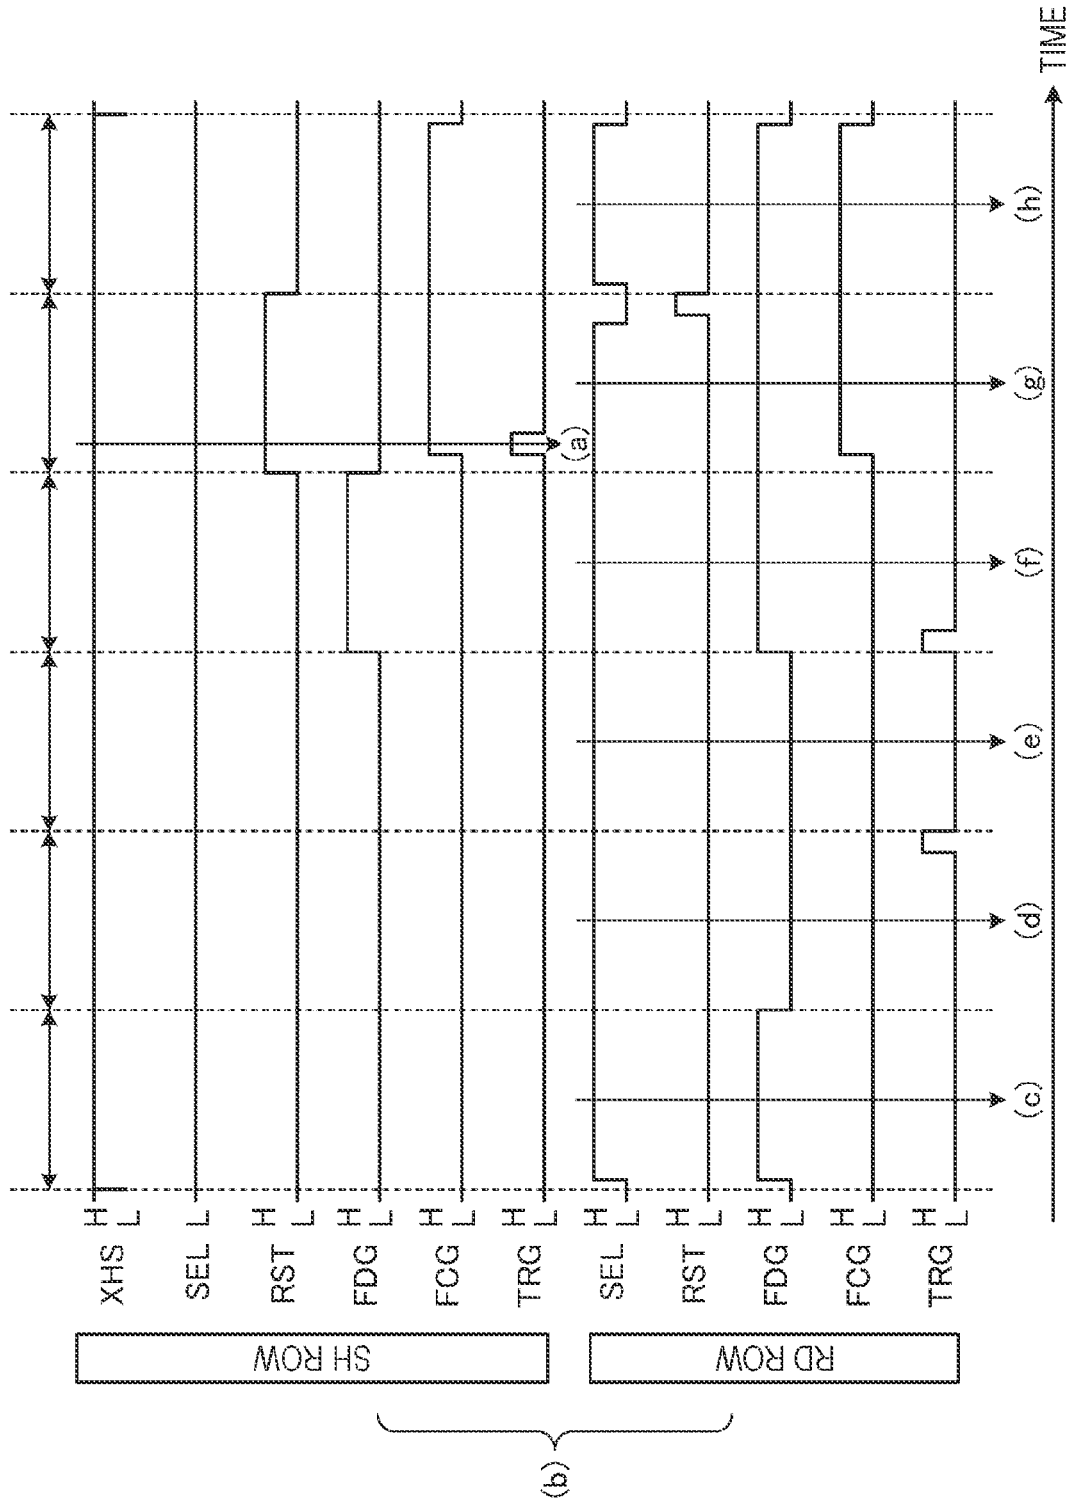 SH ROW
XHS H L
SEL L
RST H L
FDG H L
FCG H L
TRG H L
(a)
(b)
RD ROW
SEL H L
RST H L
FDG H L
FCG H L
TRG H L
(c) (d) (e) (f) (g) (h)
TIME